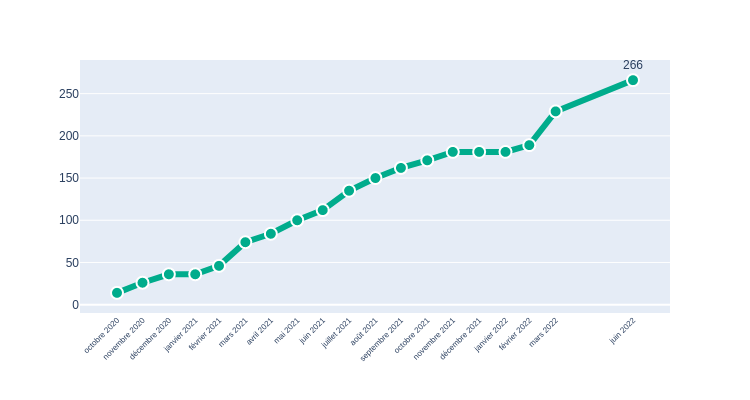 266
250
200
150
100
50
0
octobre 2020
novembre 2020
décembre 2020
janvier 2021
février 2021
mars 2021
avril 2021
mai 2021
juin 2021
juillet 2021
août 2021
septembre 2021
octobre 2021
novembre 2021
décembre 2021
janvier 2022
février 2022
mars 2022
juin 2022